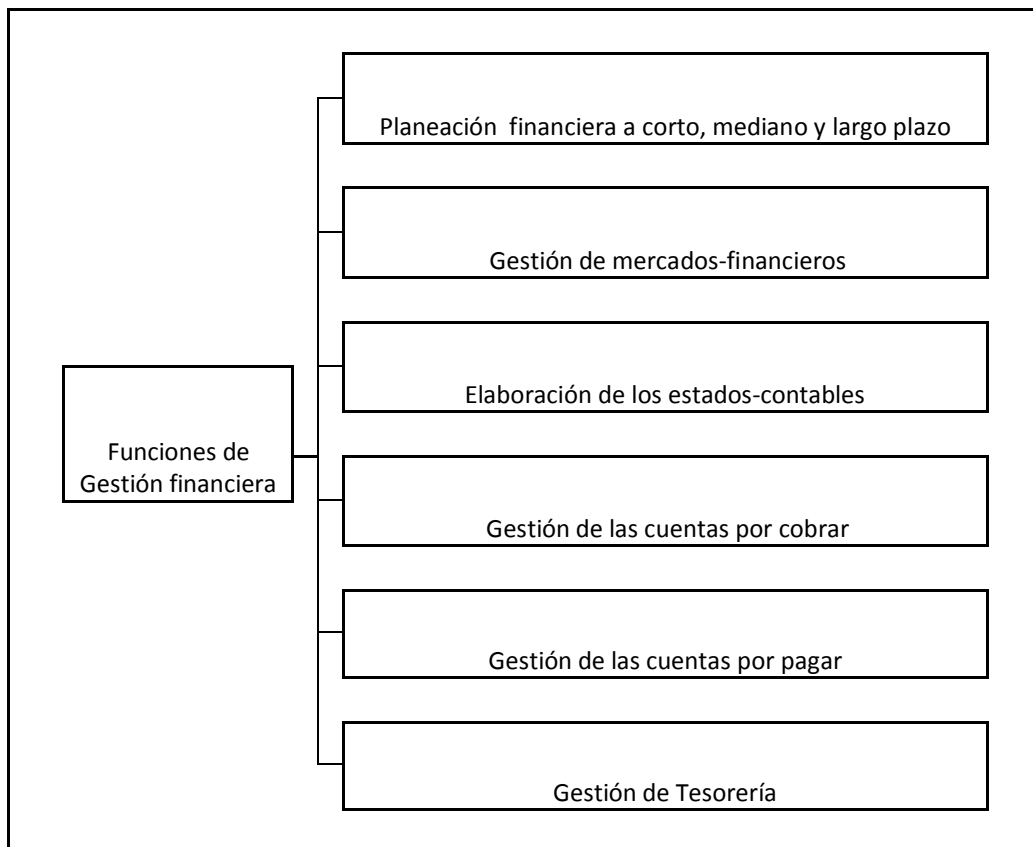 Planeación financiera a corto, mediano y largo plazo
Gestión de mercados-financieros
Elaboración de los estados-contables
Funciones de
Gestión financiera
Gestión de las cuentas por cobrar
Gestión de las cuentas por pagar
Gestión de Tesorería